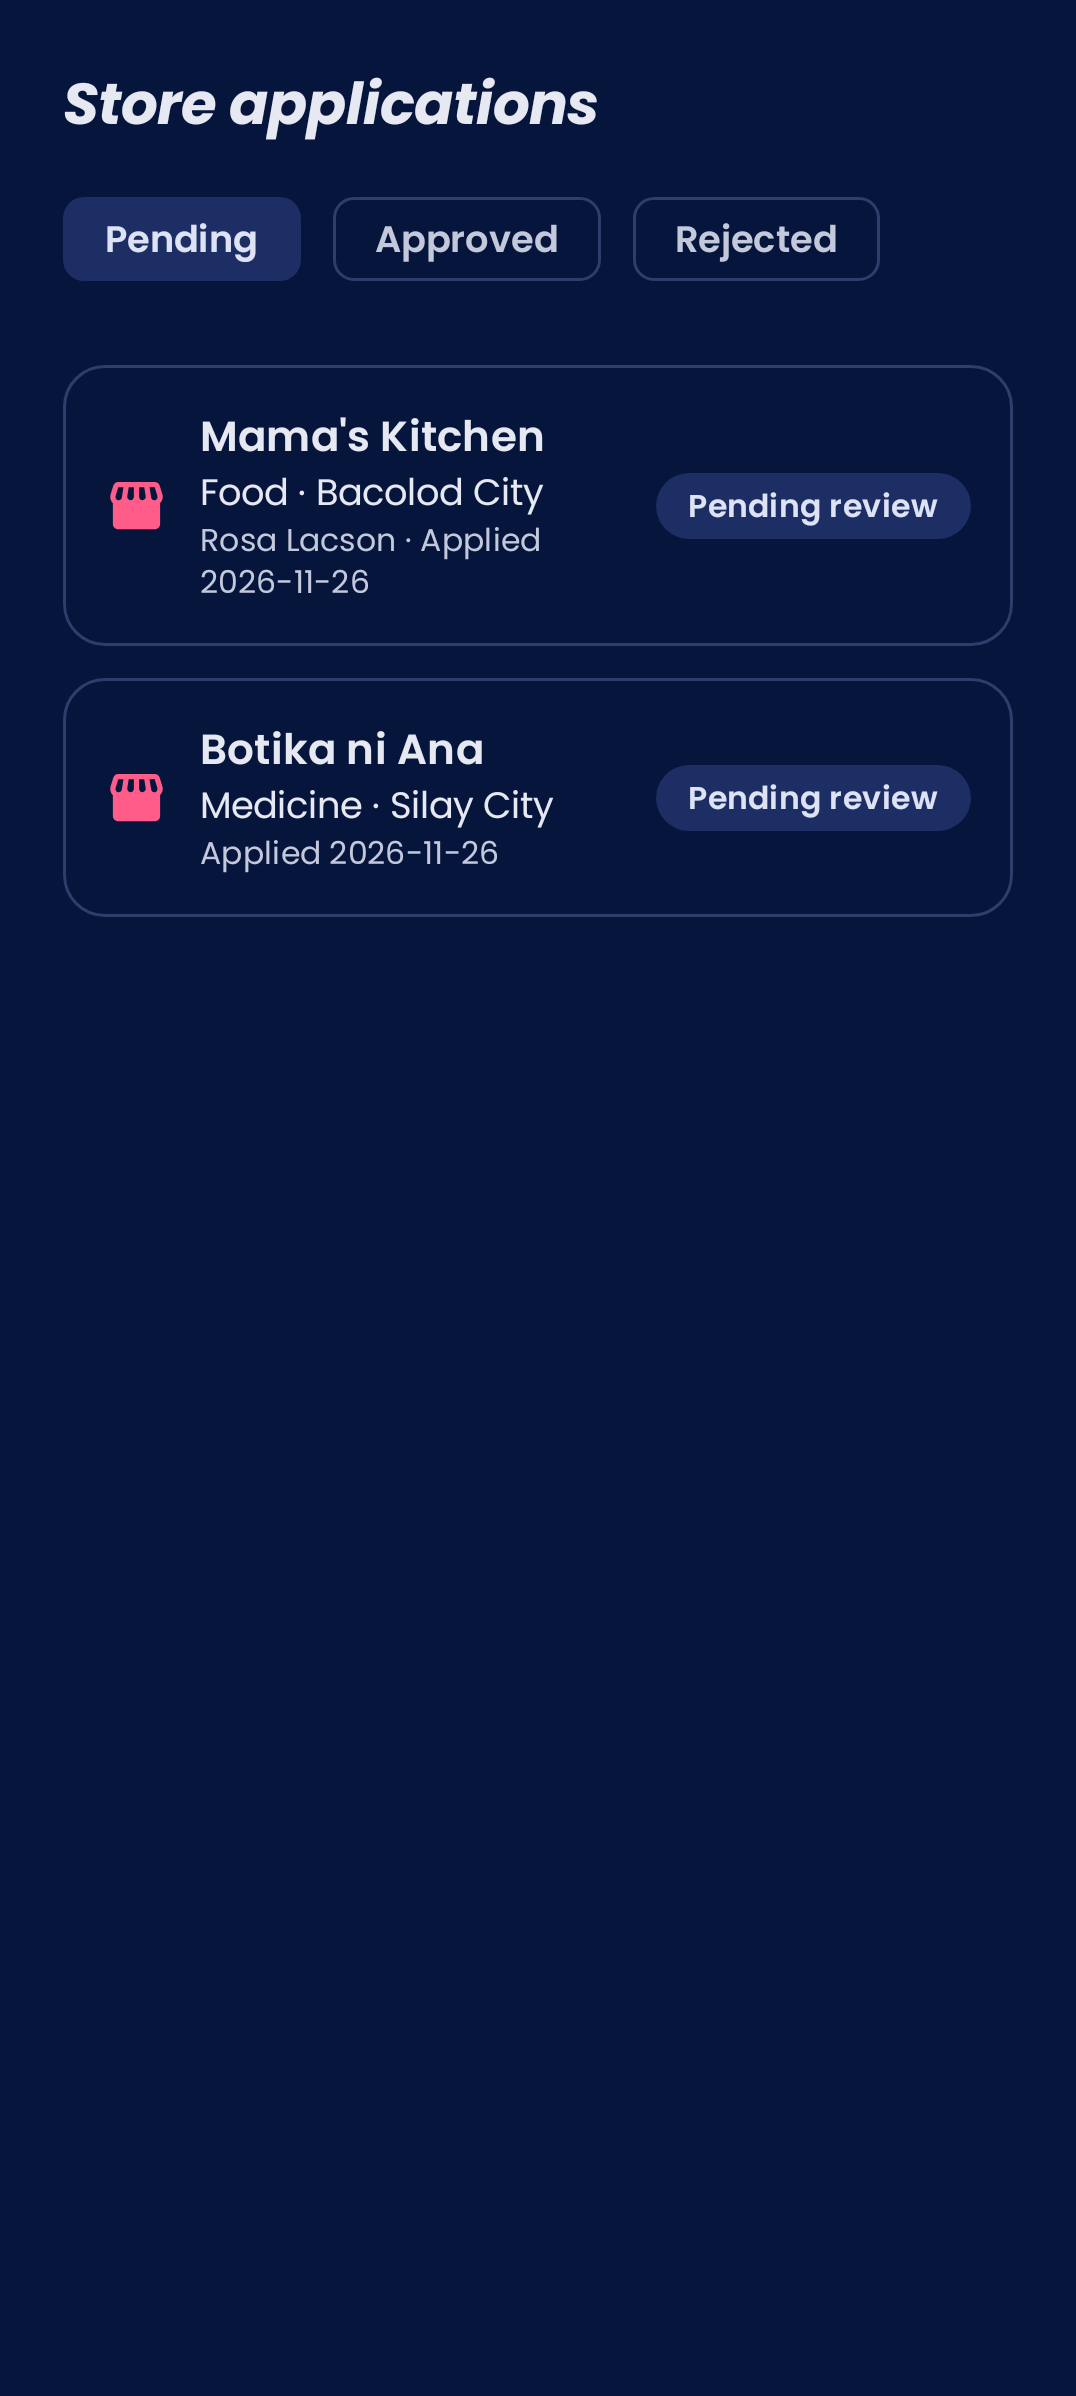 Store applications
Pending
Approved
Rejected
Mama's Kitchen
Food · Bacolod City
Rosa Lacson · Applied
2026-11-26
Pending review
Botika ni Ana
Medicine · Silay City
Applied 2026-11-26
Pending review